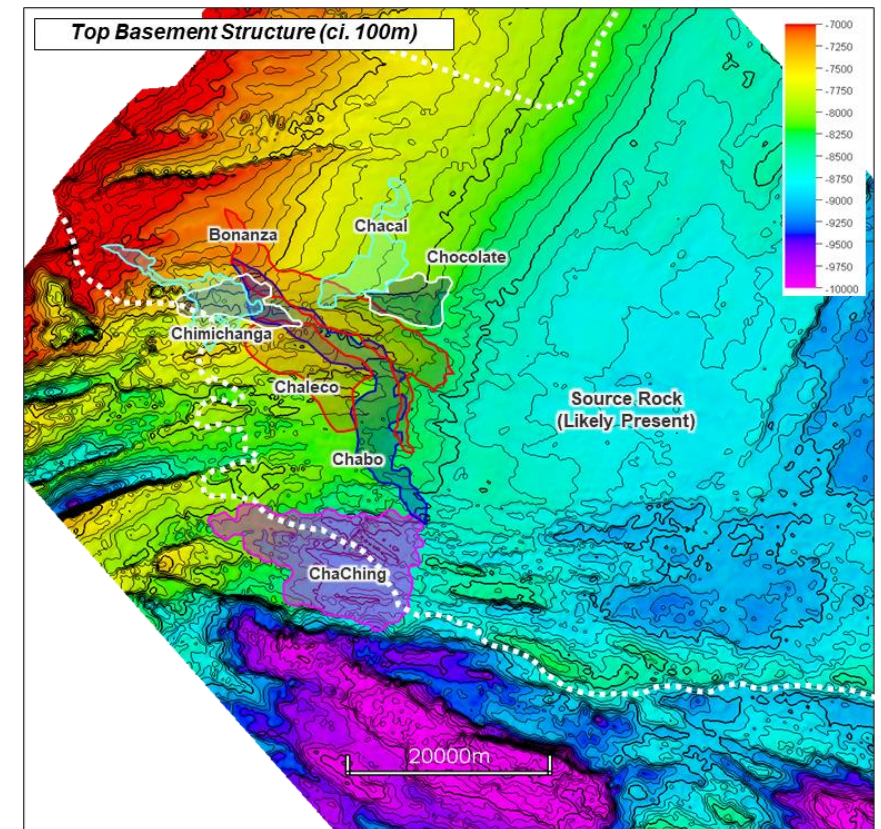 Top Basement Structure (ci. 100m)
-7000
-7250
-7500
-7750
-8000
-8250
-8500
-8750
-9000
-9250
-9500
-9750
-10000
Bonanza
Chacal
Chocolate
Chimichanga
Chaleco
Source Rock
(Likely Present)
Chabo
ChaChing
20000m